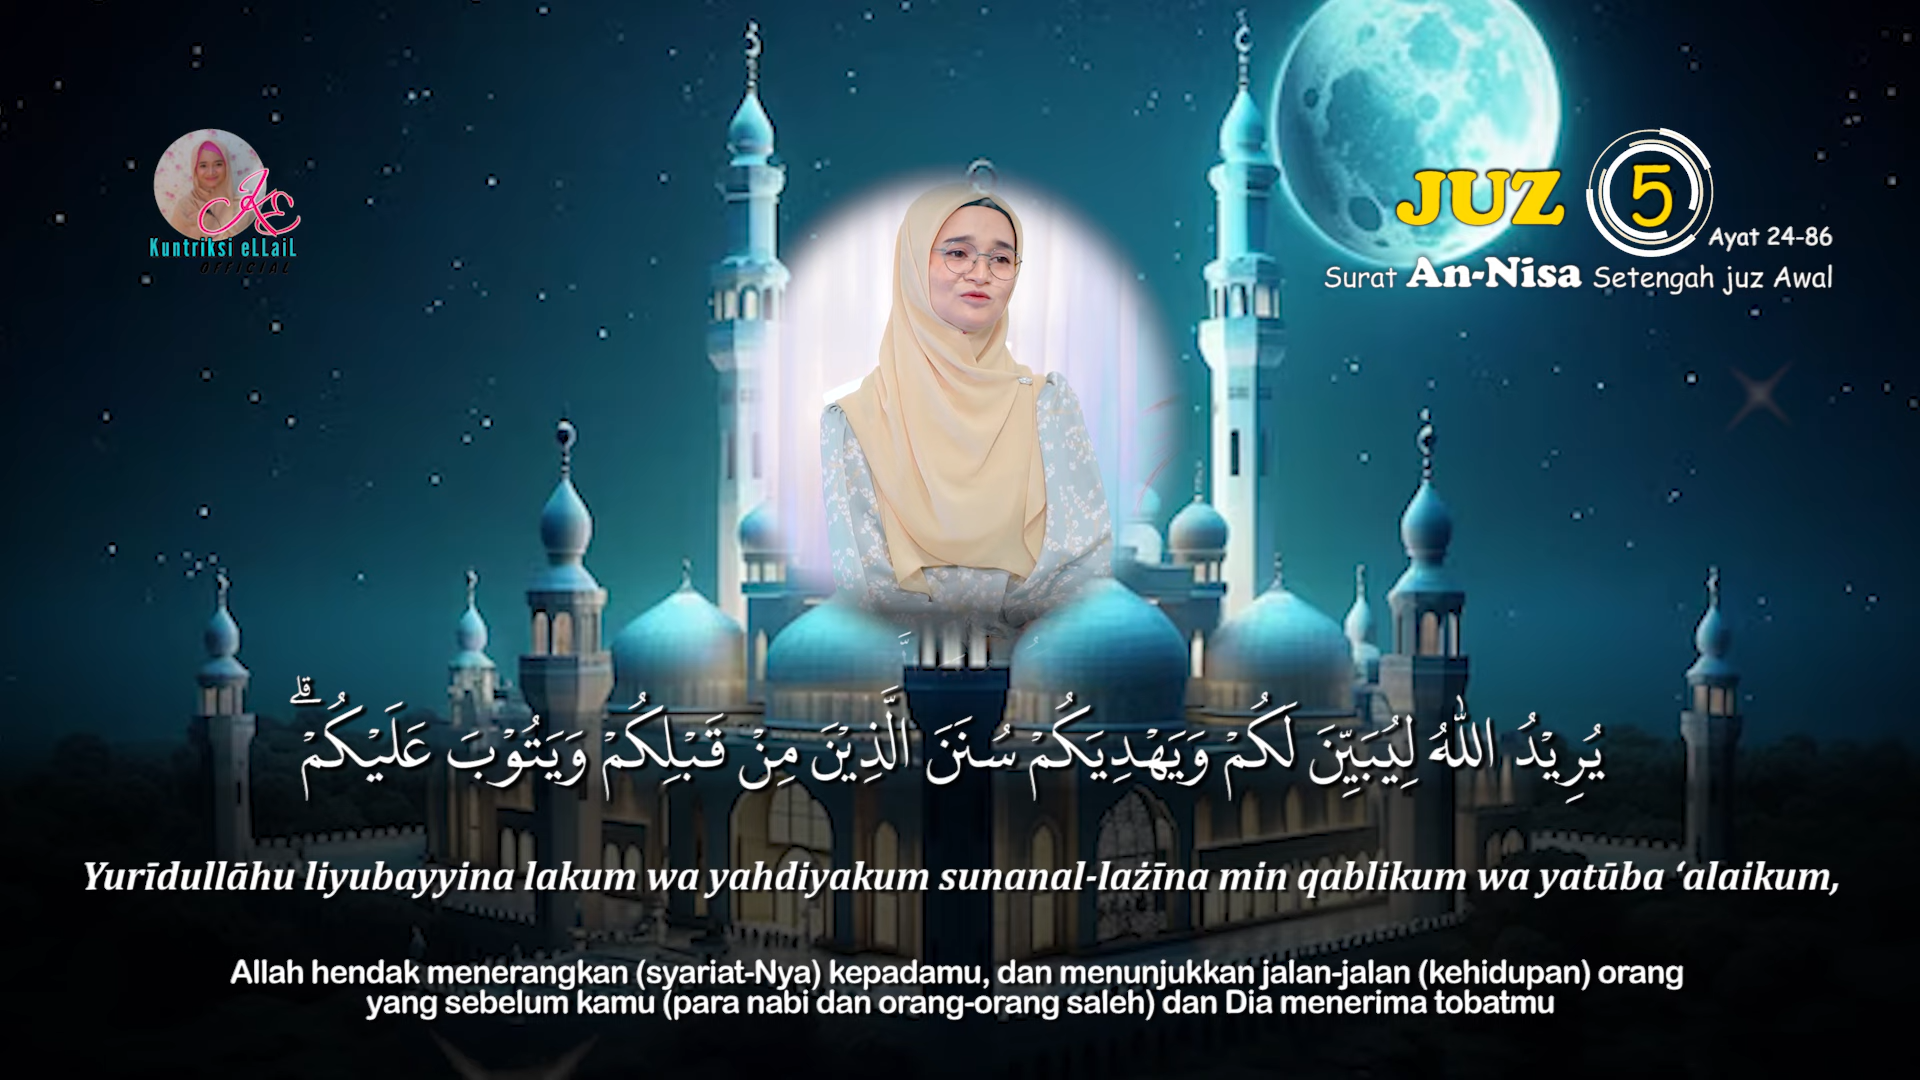 Kuntriksi eLLaiL
OFFICIAL
JUZ 5
Ayat 24-86
Surat An-Nisa Setengah juz Awal
يُرِيْدُ اللّٰهُ لِيُبَيِّنَ لَكُمْ وَيَهْدِيَكُمْ سُنَنَ الَّذِيْنَ مِنْ قَبْلِكُمْ وَيَتُوْبَ عَلَيْكُمْ ۗ
Yurīdullāhu liyubayyina lakum wa yahdiyakum sunanal-lażīna min qablikum wa yatūba ‘alaikum,
Allah hendak menerangkan (syariat-Nya) kepadamu, dan menunjukkan jalan-jalan (kehidupan) orang
yang sebelum kamu (para nabi dan orang-orang saleh) dan Dia menerima tobatmu